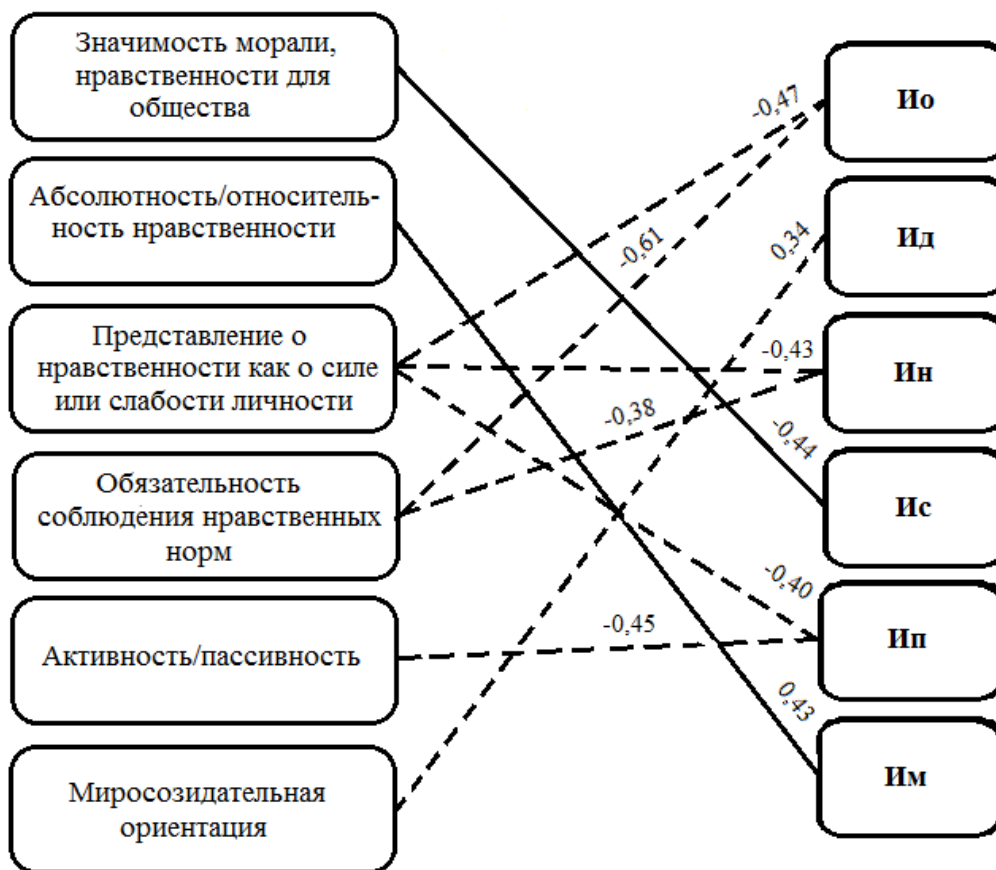 Значимость морали,
нравственности для
общества
Абсолютность/относитель-
ность нравственности
Представление о
нравственности как о силе
или слабости личности
Обязательность
соблюдения нравственных
норм
Активность/пассивность
Миросозидательная
ориентация
-0,47
-0,61
0,34
-0,43
-0,38
-0,44
-0,40
-0,45
0,43
Ио
Ид
Ин
Ис
Ип
Им